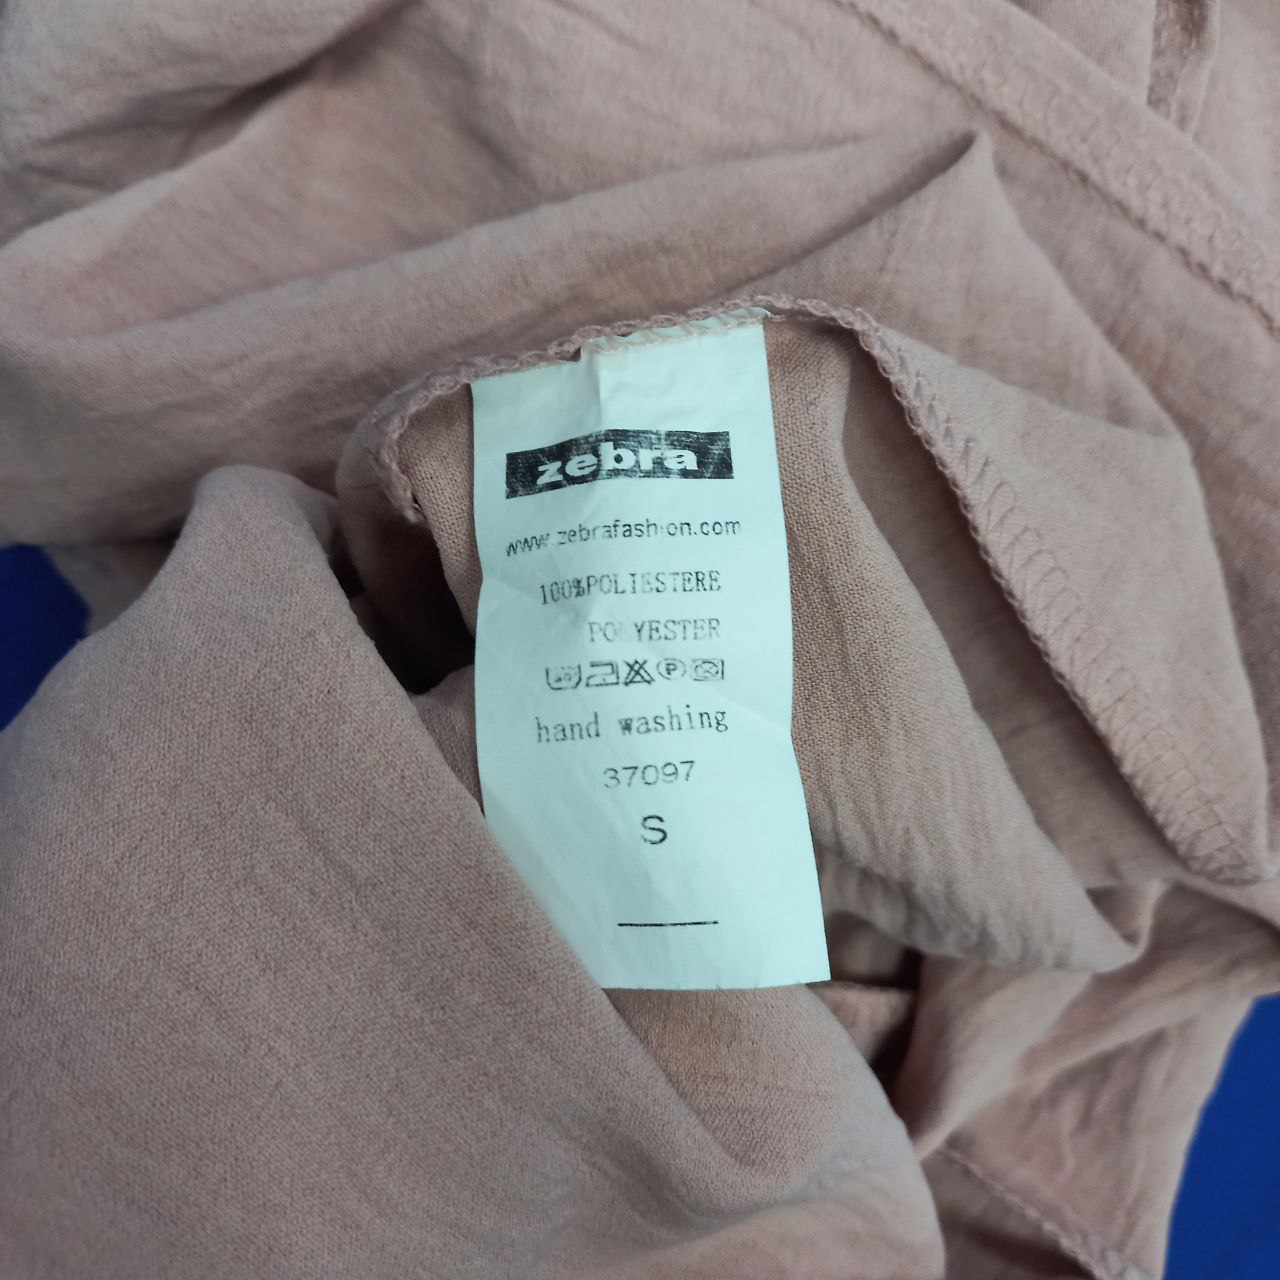 zebra
www.zebrafashion.com
100%POLIESTERE
POLYESTER
hand washing
37097
S